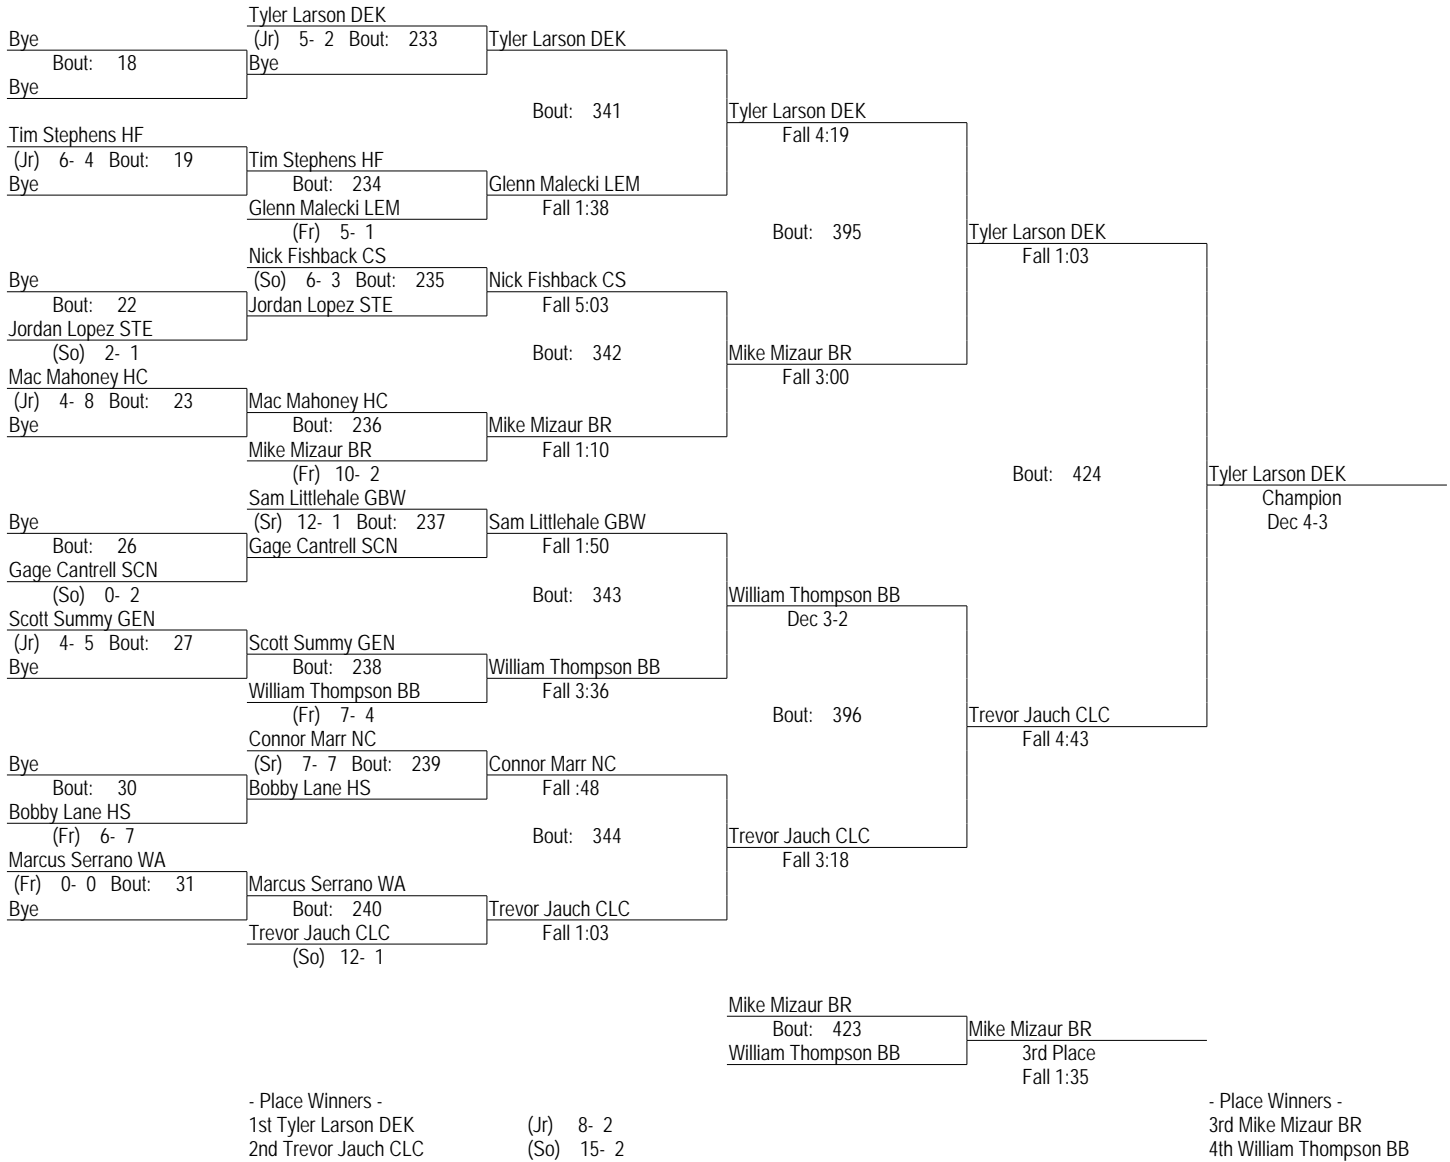 Tyler Larson DEK
Bye
(Jr) 5- 2 Bout: 233
Tyler Larson DEK
Bout: 18
Bye
Bye
Bout: 341
Tyler Larson DEK
Tim Stephens HF
Fall 4:19
(Jr) 6- 4 Bout: 19
Tim Stephens HF
Bye
Bout: 234
Glenn Malecki LEM
Glenn Malecki LEM
Fall 1:38
(Fr) 5- 1
Bout: 395
Tyler Larson DEK
Nick Fishback CS
Fall 1:03
Bye
(So) 6- 3 Bout: 235
Nick Fishback CS
Bout: 22
Jordan Lopez STE
Fall 5:03
Jordan Lopez STE
(So) 2- 1
Bout: 342
Mike Mizaur BR
Mac Mahoney HC
Fall 3:00
(Jr) 4- 8 Bout: 23
Mac Mahoney HC
Bye
Bout: 236
Mike Mizaur BR
Mike Mizaur BR
Fall 1:10
(Fr) 10- 2
Bout: 424
Tyler Larson DEK
Sam Littlehale GBW
Champion
Bye
(Sr) 12- 1 Bout: 237
Sam Littlehale GBW
Dec 4-3
Bout: 26
Gage Cantrell SCN
Fall 1:50
Gage Cantrell SCN
(So) 0- 2
Bout: 343
William Thompson BB
Scott Summy GEN
Dec 3-2
(Jr) 4- 5 Bout: 27
Scott Summy GEN
Bye
Bout: 238
William Thompson BB
William Thompson BB
Fall 3:36
(Fr) 7- 4
Bout: 396
Trevor Jauch CLC
Connor Marr NC
Fall 4:43
Bye
(Sr) 7- 7 Bout: 239
Connor Marr NC
Bout: 30
Bobby Lane HS
Fall :48
Bobby Lane HS
(Fr) 6- 7
Bout: 344
Trevor Jauch CLC
Marcus Serrano WA
Fall 3:18
(Fr) 0- 0 Bout: 31
Marcus Serrano WA
Bye
Bout: 240
Trevor Jauch CLC
Trevor Jauch CLC
Fall 1:03
(So) 12- 1
Mike Mizaur BR
Bout: 423
Mike Mizaur BR
William Thompson BB
3rd Place
Fall 1:35
- Place Winners -
- Place Winners -
1st Tyler Larson DEK (Jr) 8- 2
3rd Mike Mizaur BR
2nd Trevor Jauch CLC (So) 15- 2
4th William Thompson BB